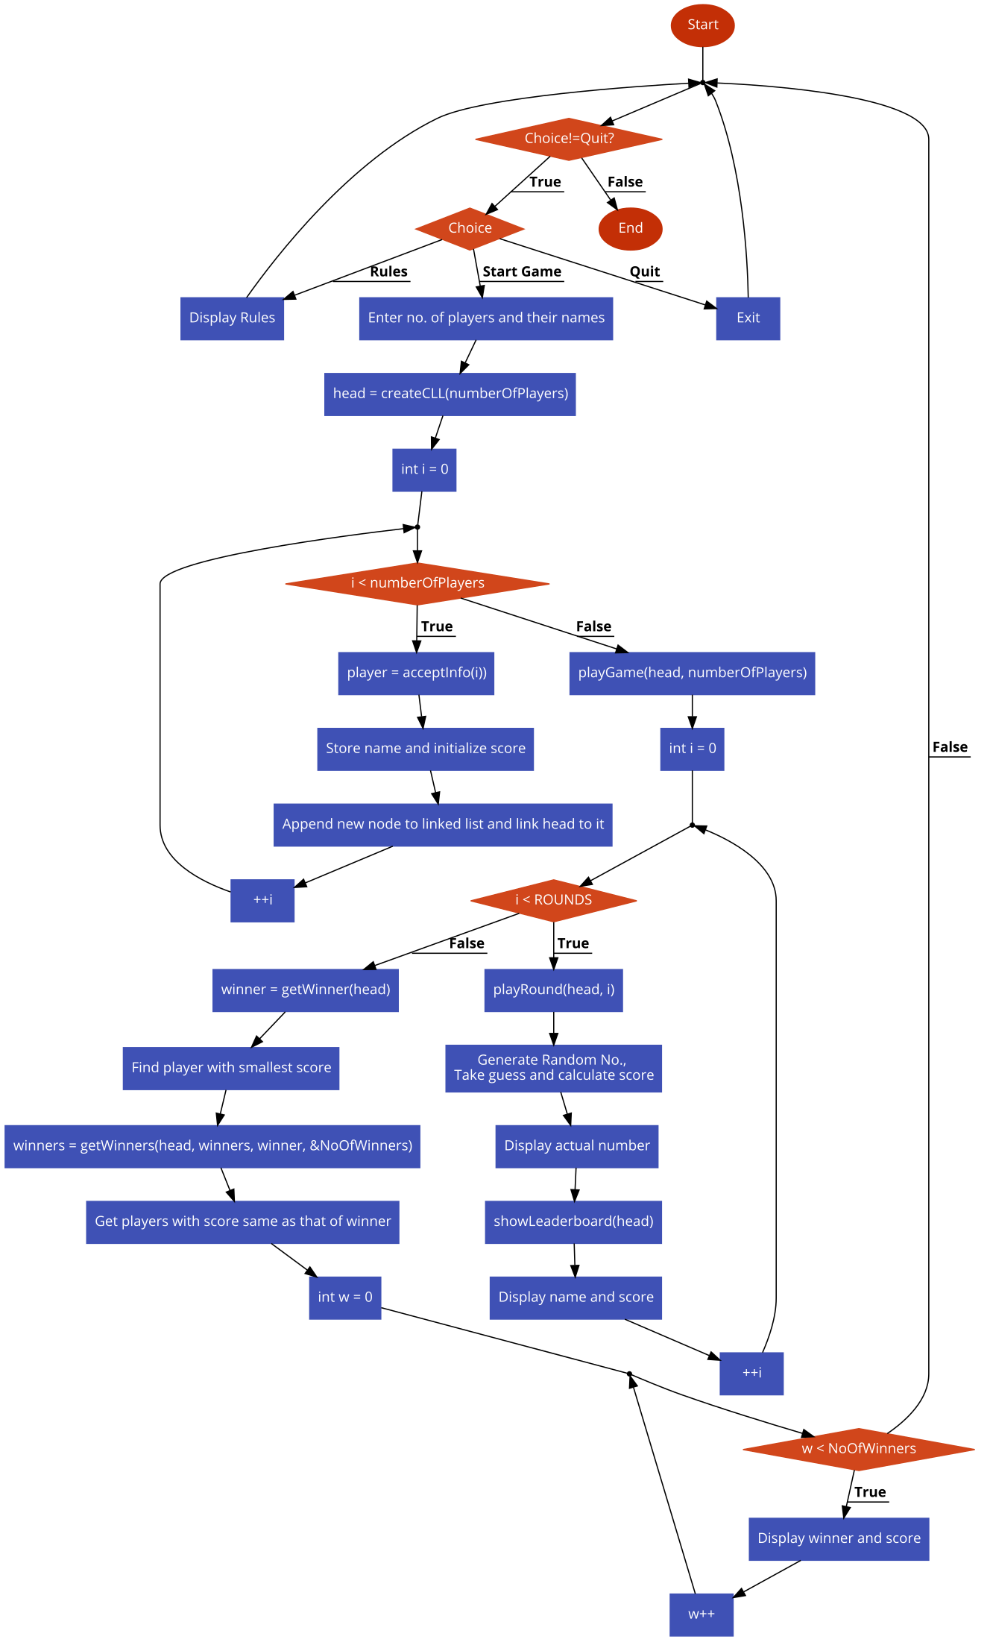 Start
Choice!=Quit?
True
False
Choice
End
Rules
Start Game
Quit
Display Rules
Enter no. of players and their names
Exit
head = createCLL(numberOfPlayers)
int i = 0
i < numberOfPlayers
True
False
player = acceptInfo(i))
playGame(head, numberOfPlayers)
Store name and initialize score
int i = 0
False
Append new node to linked list and link head to it
++i
i < ROUNDS
False
True
winner = getWinner(head)
playRound(head, i)
Find player with smallest score
Generate Random No.,
Take guess and calculate score
winners = getWinners(head, winners, winner, &NoOfWinners)
Display actual number
Get players with score same as that of winner
showLeaderboard(head)
int w = 0
Display name and score
++i
w < NoOfWinners
True
Display winner and score
w++